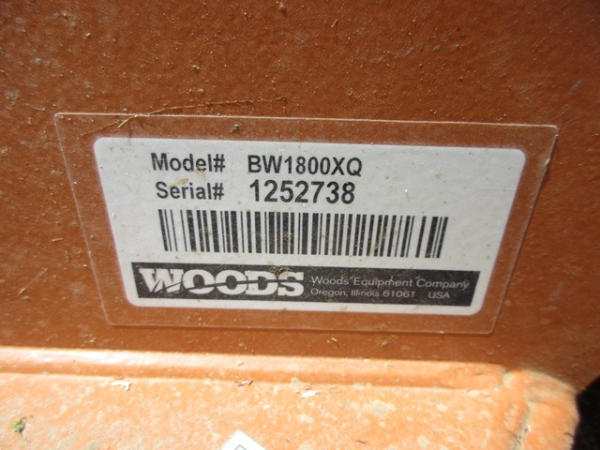 Model# BW1800XQ
Serial# 1252738
WOODS
Woods Equipment Company
Oregon, Illinois 61061 USA